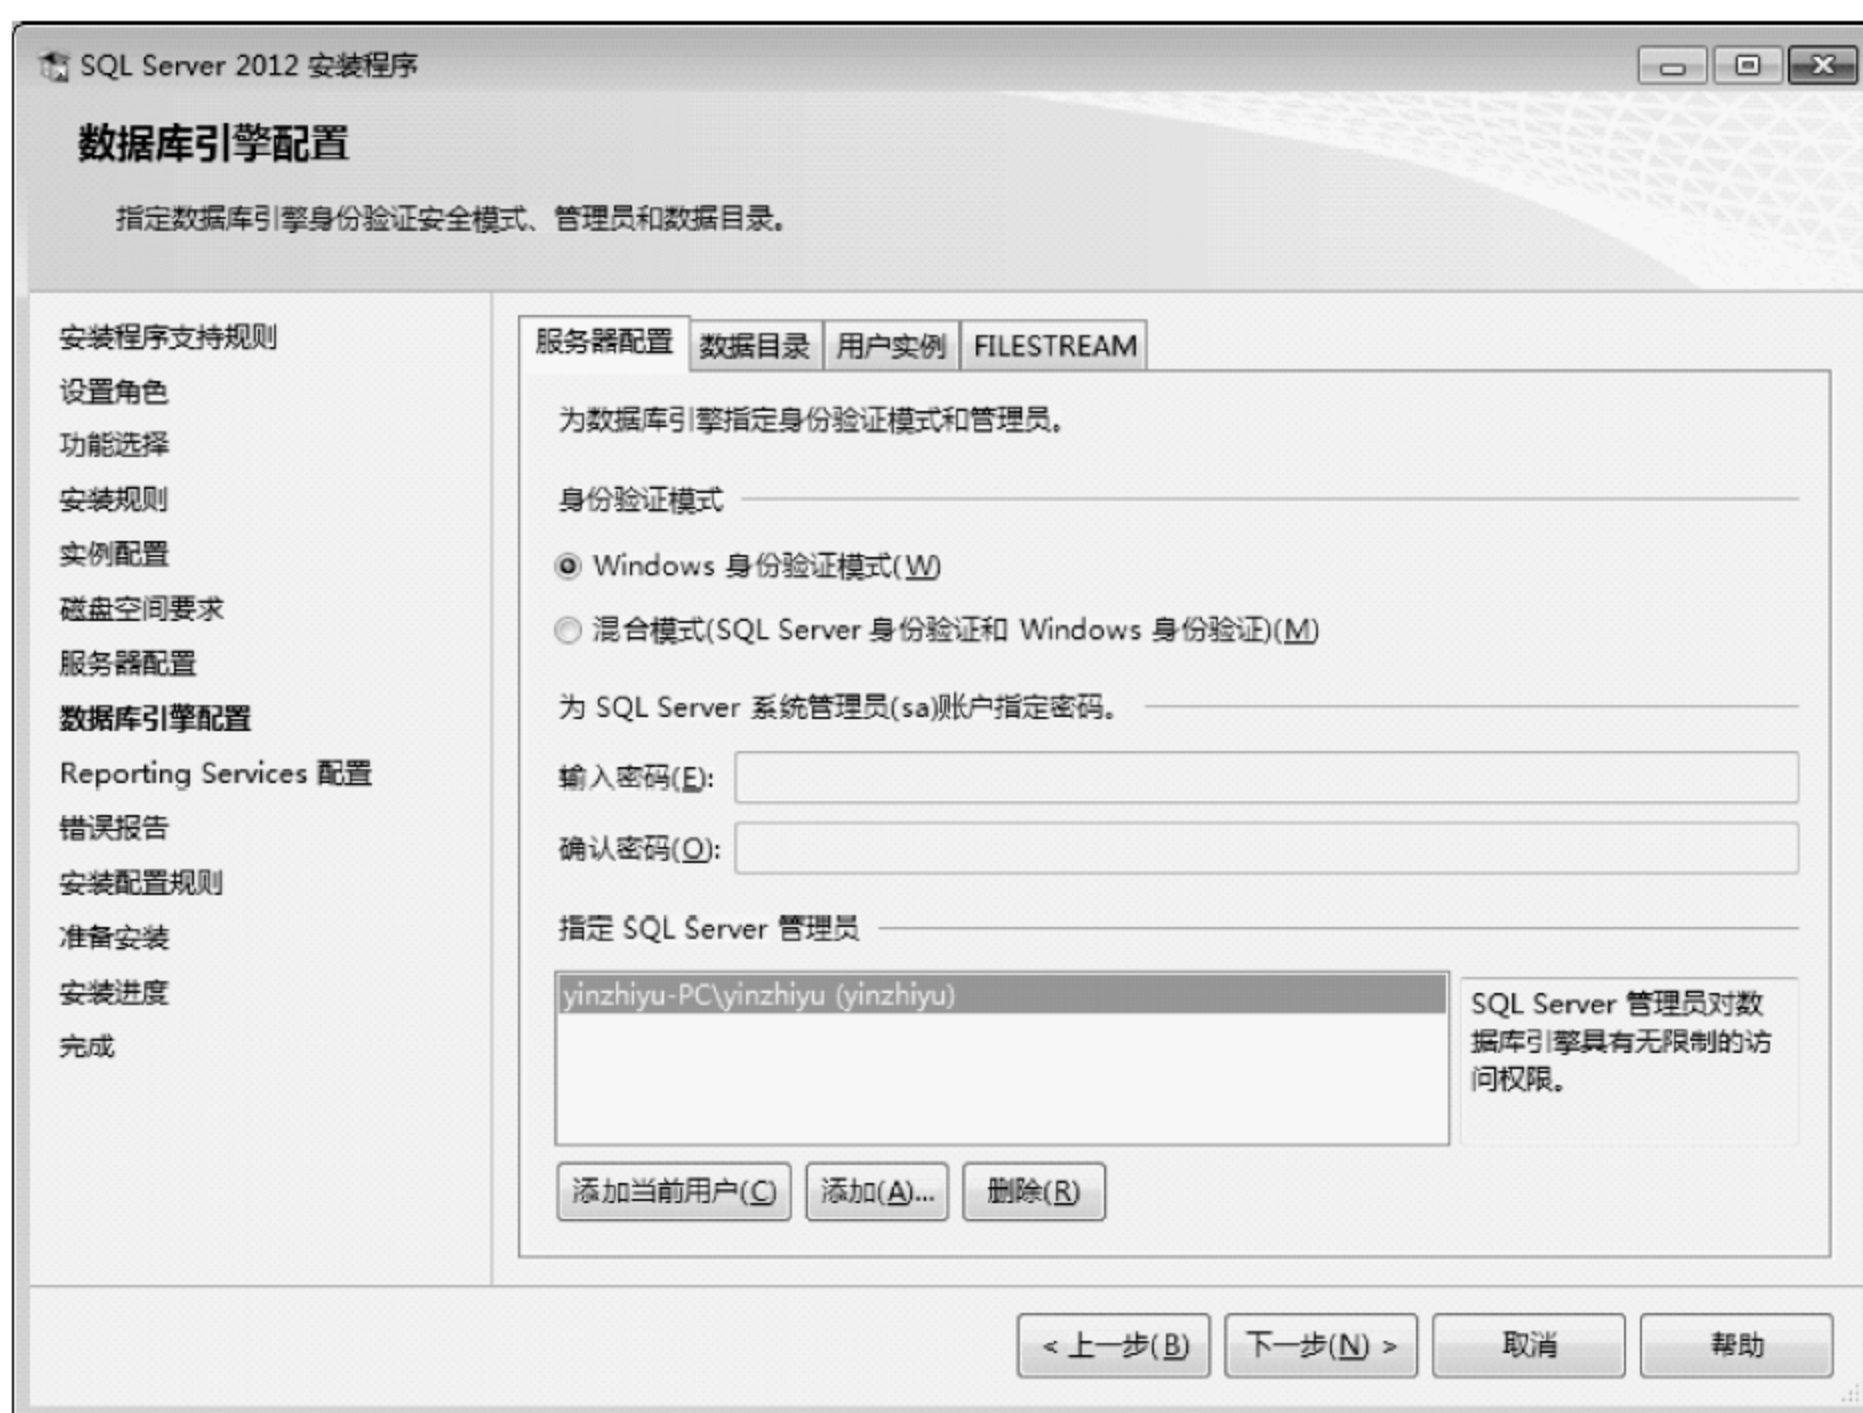 SQL Server 2012 安装程序
数据库引擎配置
指定数据库引擎身份验证安全模式、管理员和数据目录。
安装程序支持规则
设置角色
功能选择
安装规则
实例配置
磁盘空间要求
服务器配置
数据库引擎配置
Reporting Services 配置
错误报告
安装配置规则
准备安装
安装进度
完成
服务器配置 数据目录 用户实例 FILESTREAM
为数据库引擎指定身份验证模式和管理员。
身份验证模式
Windows 身份验证模式(W)
混合模式(SQL Server 身份验证和 Windows 身份验证)(M)
为 SQL Server 系统管理员(sa)账户指定密码。
输入密码(E):
确认密码(O):
指定 SQL Server 管理员
yinzhiyu-PC\yinzhiyu (yinzhiyu)
SQL Server 管理员对数
据库引擎具有无限制的访
问权限。
添加当前用户(C) 添加(A)... 删除(R)
< 上一步(B) 下一步(N) > 取消 帮助